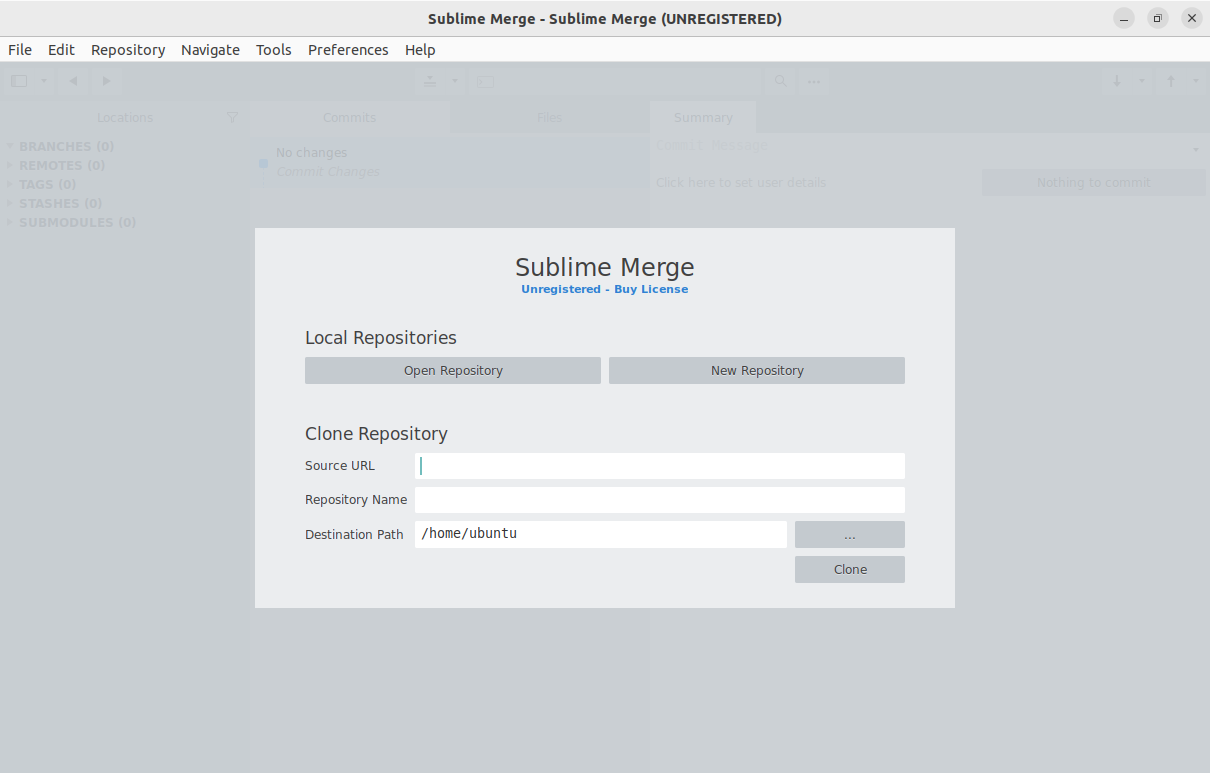 Sublime Merge - Sublime Merge (UNREGISTERED)
File Edit Repository Navigate Tools Preferences Help
Locations Commits Files Summary
BRANCHES (0)
REMOTES (0)
TAGS (0)
STASHES (0)
SUBMODULES (0)
No changes
Commit Changes
Commit Message
Click here to set user details
Nothing to commit
Sublime Merge
Unregistered - Buy License
Local Repositories
Open Repository New Repository
Clone Repository
Source URL
Repository Name
Destination Path /home/ubuntu ...
Clone